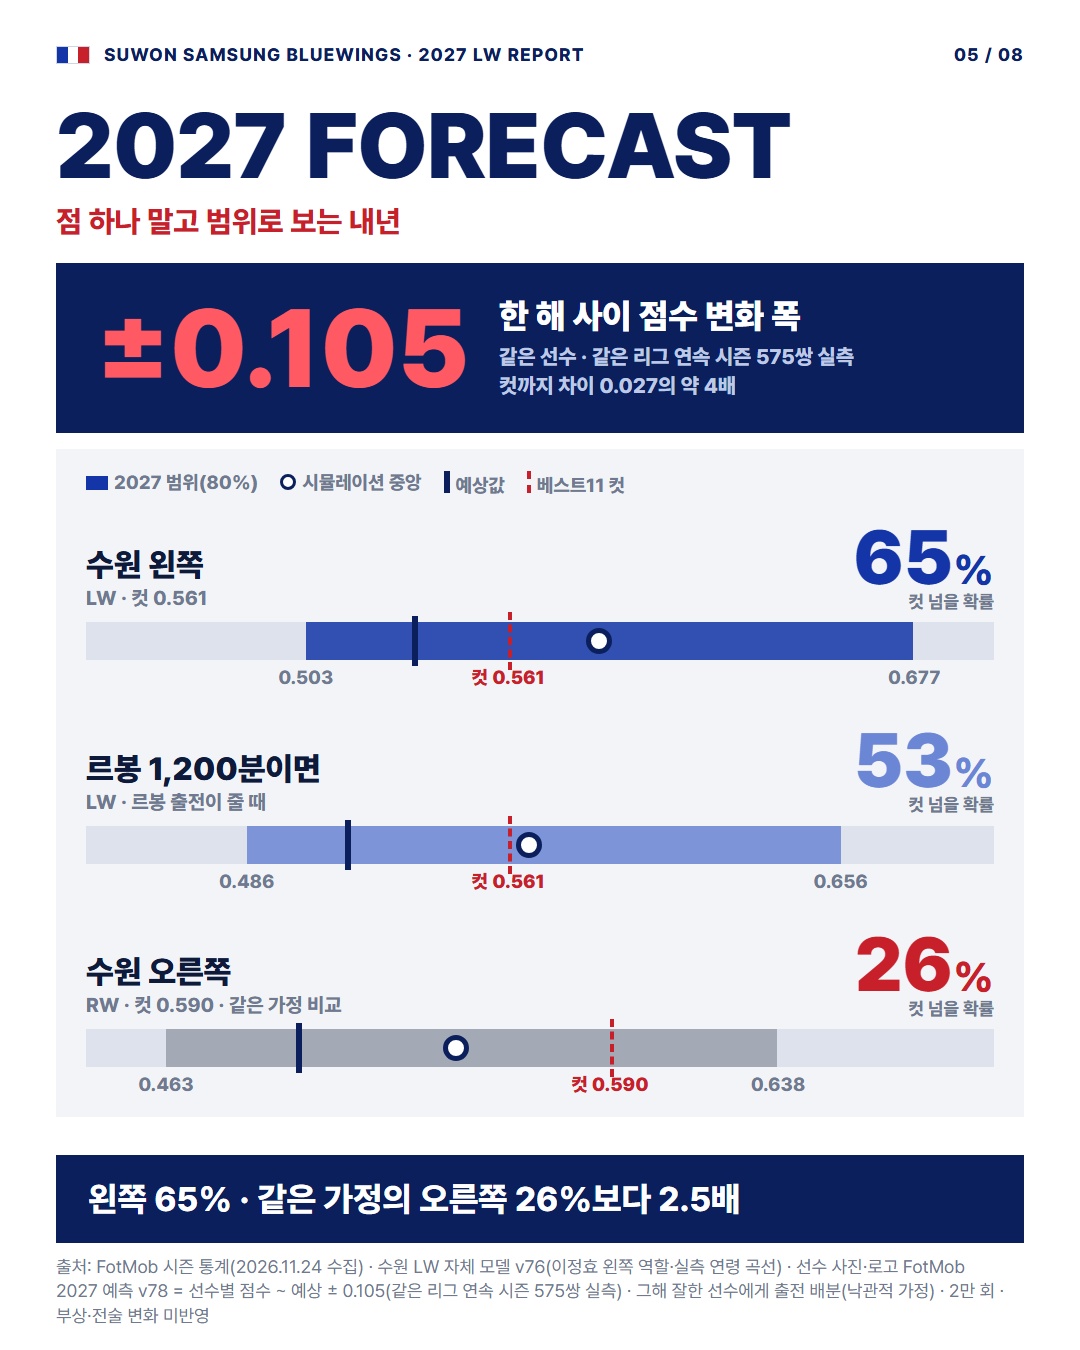 SUWON SAMSUNG BLUEWINGS · 2027 LW REPORT
05 / 08
2027 FORECAST
점 하나 말고 범위로 보는 내년
±0.105
한 해 사이 점수 변화 폭
같은 선수 · 같은 리그 연속 시즌 575쌍 실측
컷까지 차이 0.027의 약 4배
2027 범위(80%)
시뮬레이션 중앙
예상값
베스트11 컷
수원 왼쪽
LW · 컷 0.561
65%
컷 넘을 확률
0.503
컷 0.561
0.677
르봉 1,200분이면
LW · 르봉 출전이 줄 때
53%
컷 넘을 확률
0.486
컷 0.561
0.656
수원 오른쪽
RW · 컷 0.590 · 같은 가정 비교
26%
컷 넘을 확률
0.463
컷 0.590
0.638
왼쪽 65% · 같은 가정의 오른쪽 26%보다 2.5배
출처: FotMob 시즌 통계(2026.11.24 수집) · 수원 LW 자체 모델 v76(이정효 왼쪽 역할·실측 연령 곡선) · 선수 사진·로고 FotMob
2027 예측 v78 = 선수별 점수 ~ 예상 ± 0.105(같은 리그 연속 시즌 575쌍 실측) · 그해 잘한 선수에게 출전 배분(낙관적 가정) · 2만 회 ·
부상·전술 변화 미반영